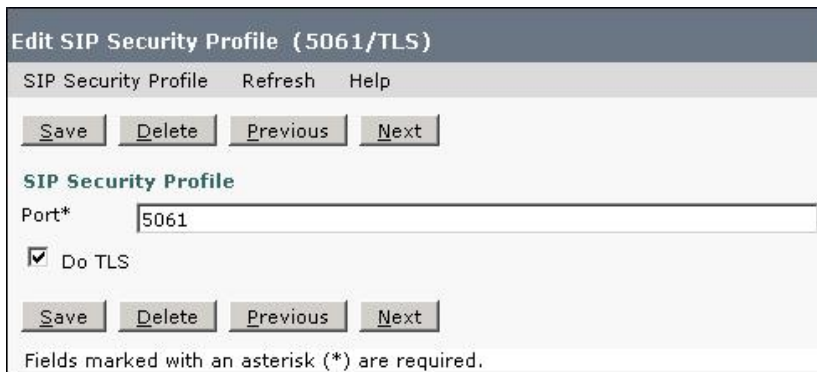 Edit SIP Security Profile (5061/TLS)
SIP Security Profile Refresh Help
Save Delete Previous Next
SIP Security Profile
Port* 5061
Do TLS
Save Delete Previous Next
Fields marked with an asterisk (*) are required.